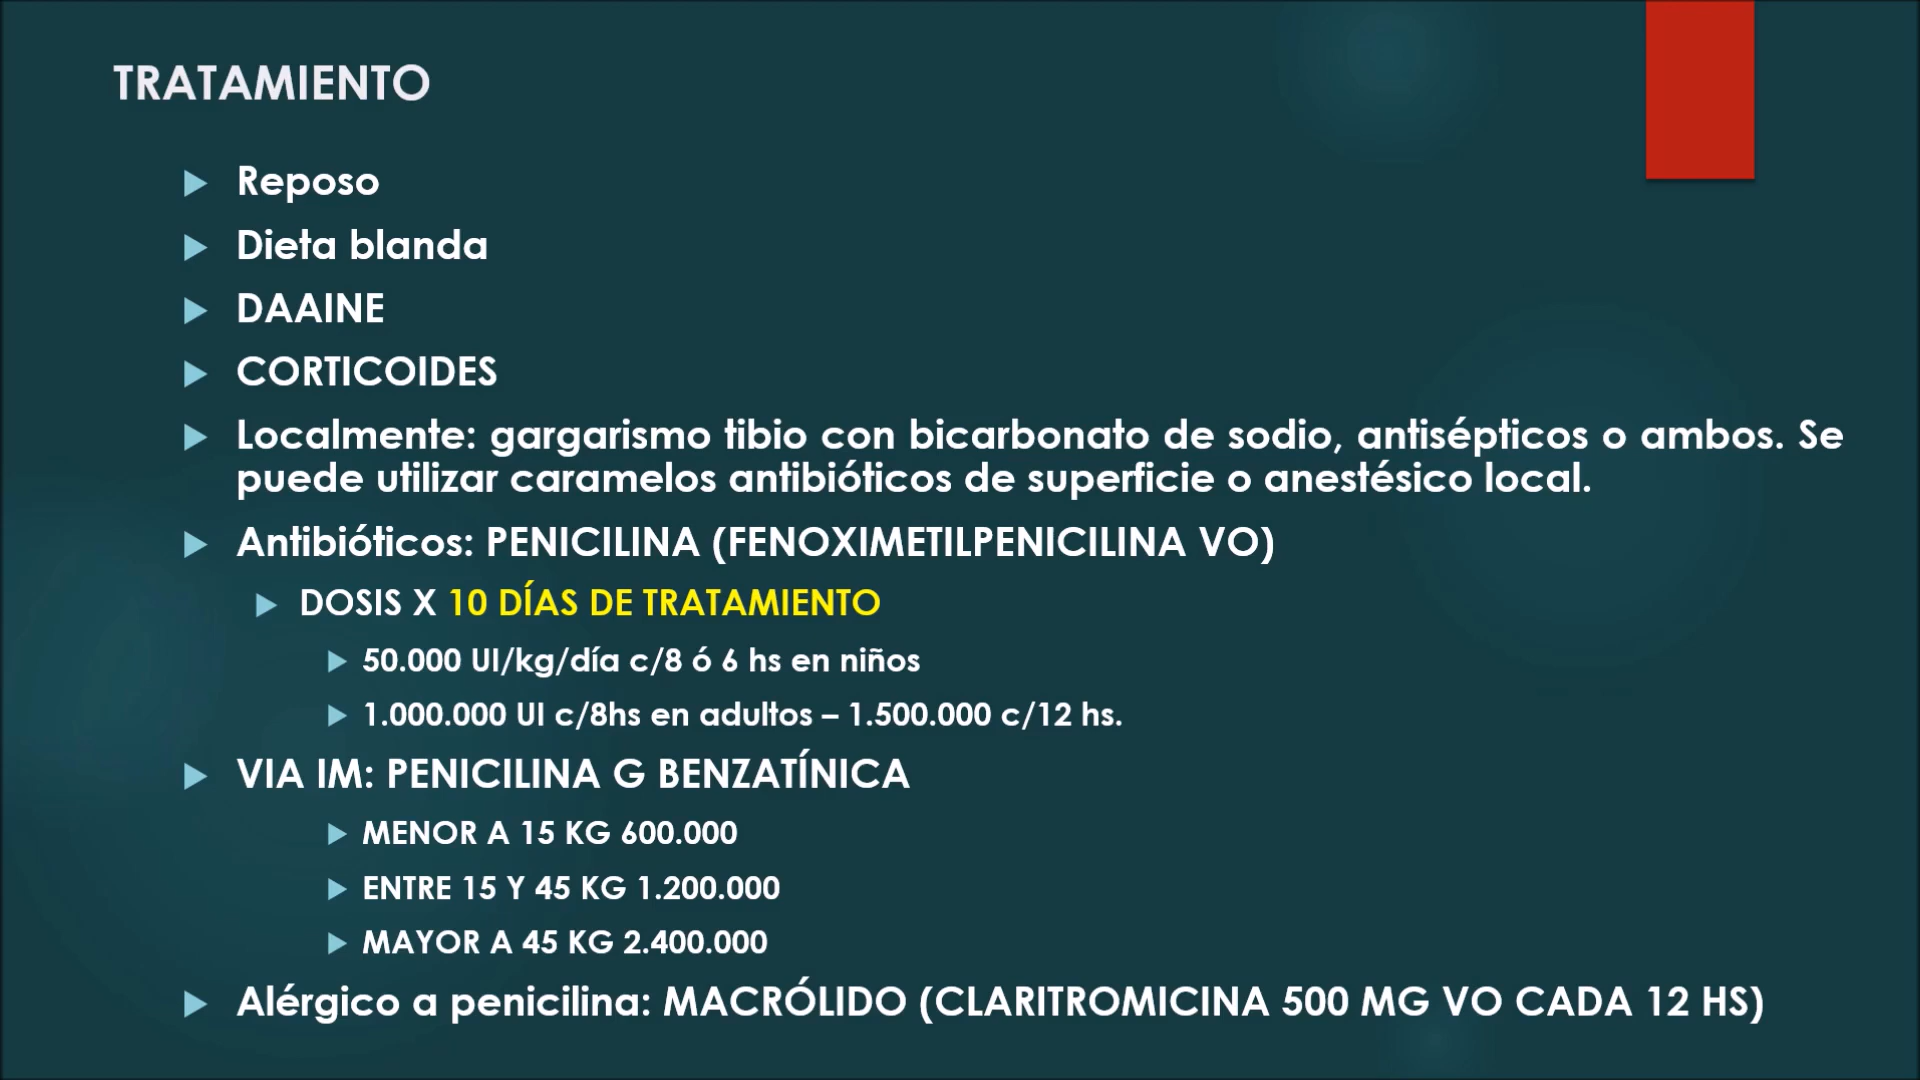 TRATAMIENTO
Reposo
Dieta blanda
DAAINE
CORTICOIDES
Localmente: gargarismo tibio con bicarbonato de sodio, antisépticos o ambos. Se
puede utilizar caramelos antibióticos de superficie o anestésico local.
Antibióticos: PENICILINA (FENOXIMETILPENICILINA VO)
DOSIS X 10 DÍAS DE TRATAMIENTO
50.000 UI/kg/día c/8 ó 6 hs en niños
1.000.000 UI c/8hs en adultos – 1.500.000 c/12 hs.
VIA IM: PENICILINA G BENZATÍNICA
MENOR A 15 KG 600.000
ENTRE 15 Y 45 KG 1.200.000
MAYOR A 45 KG 2.400.000
Alérgico a penicilina: MACRÓLIDO (CLARITROMICINA 500 MG VO CADA 12 HS)